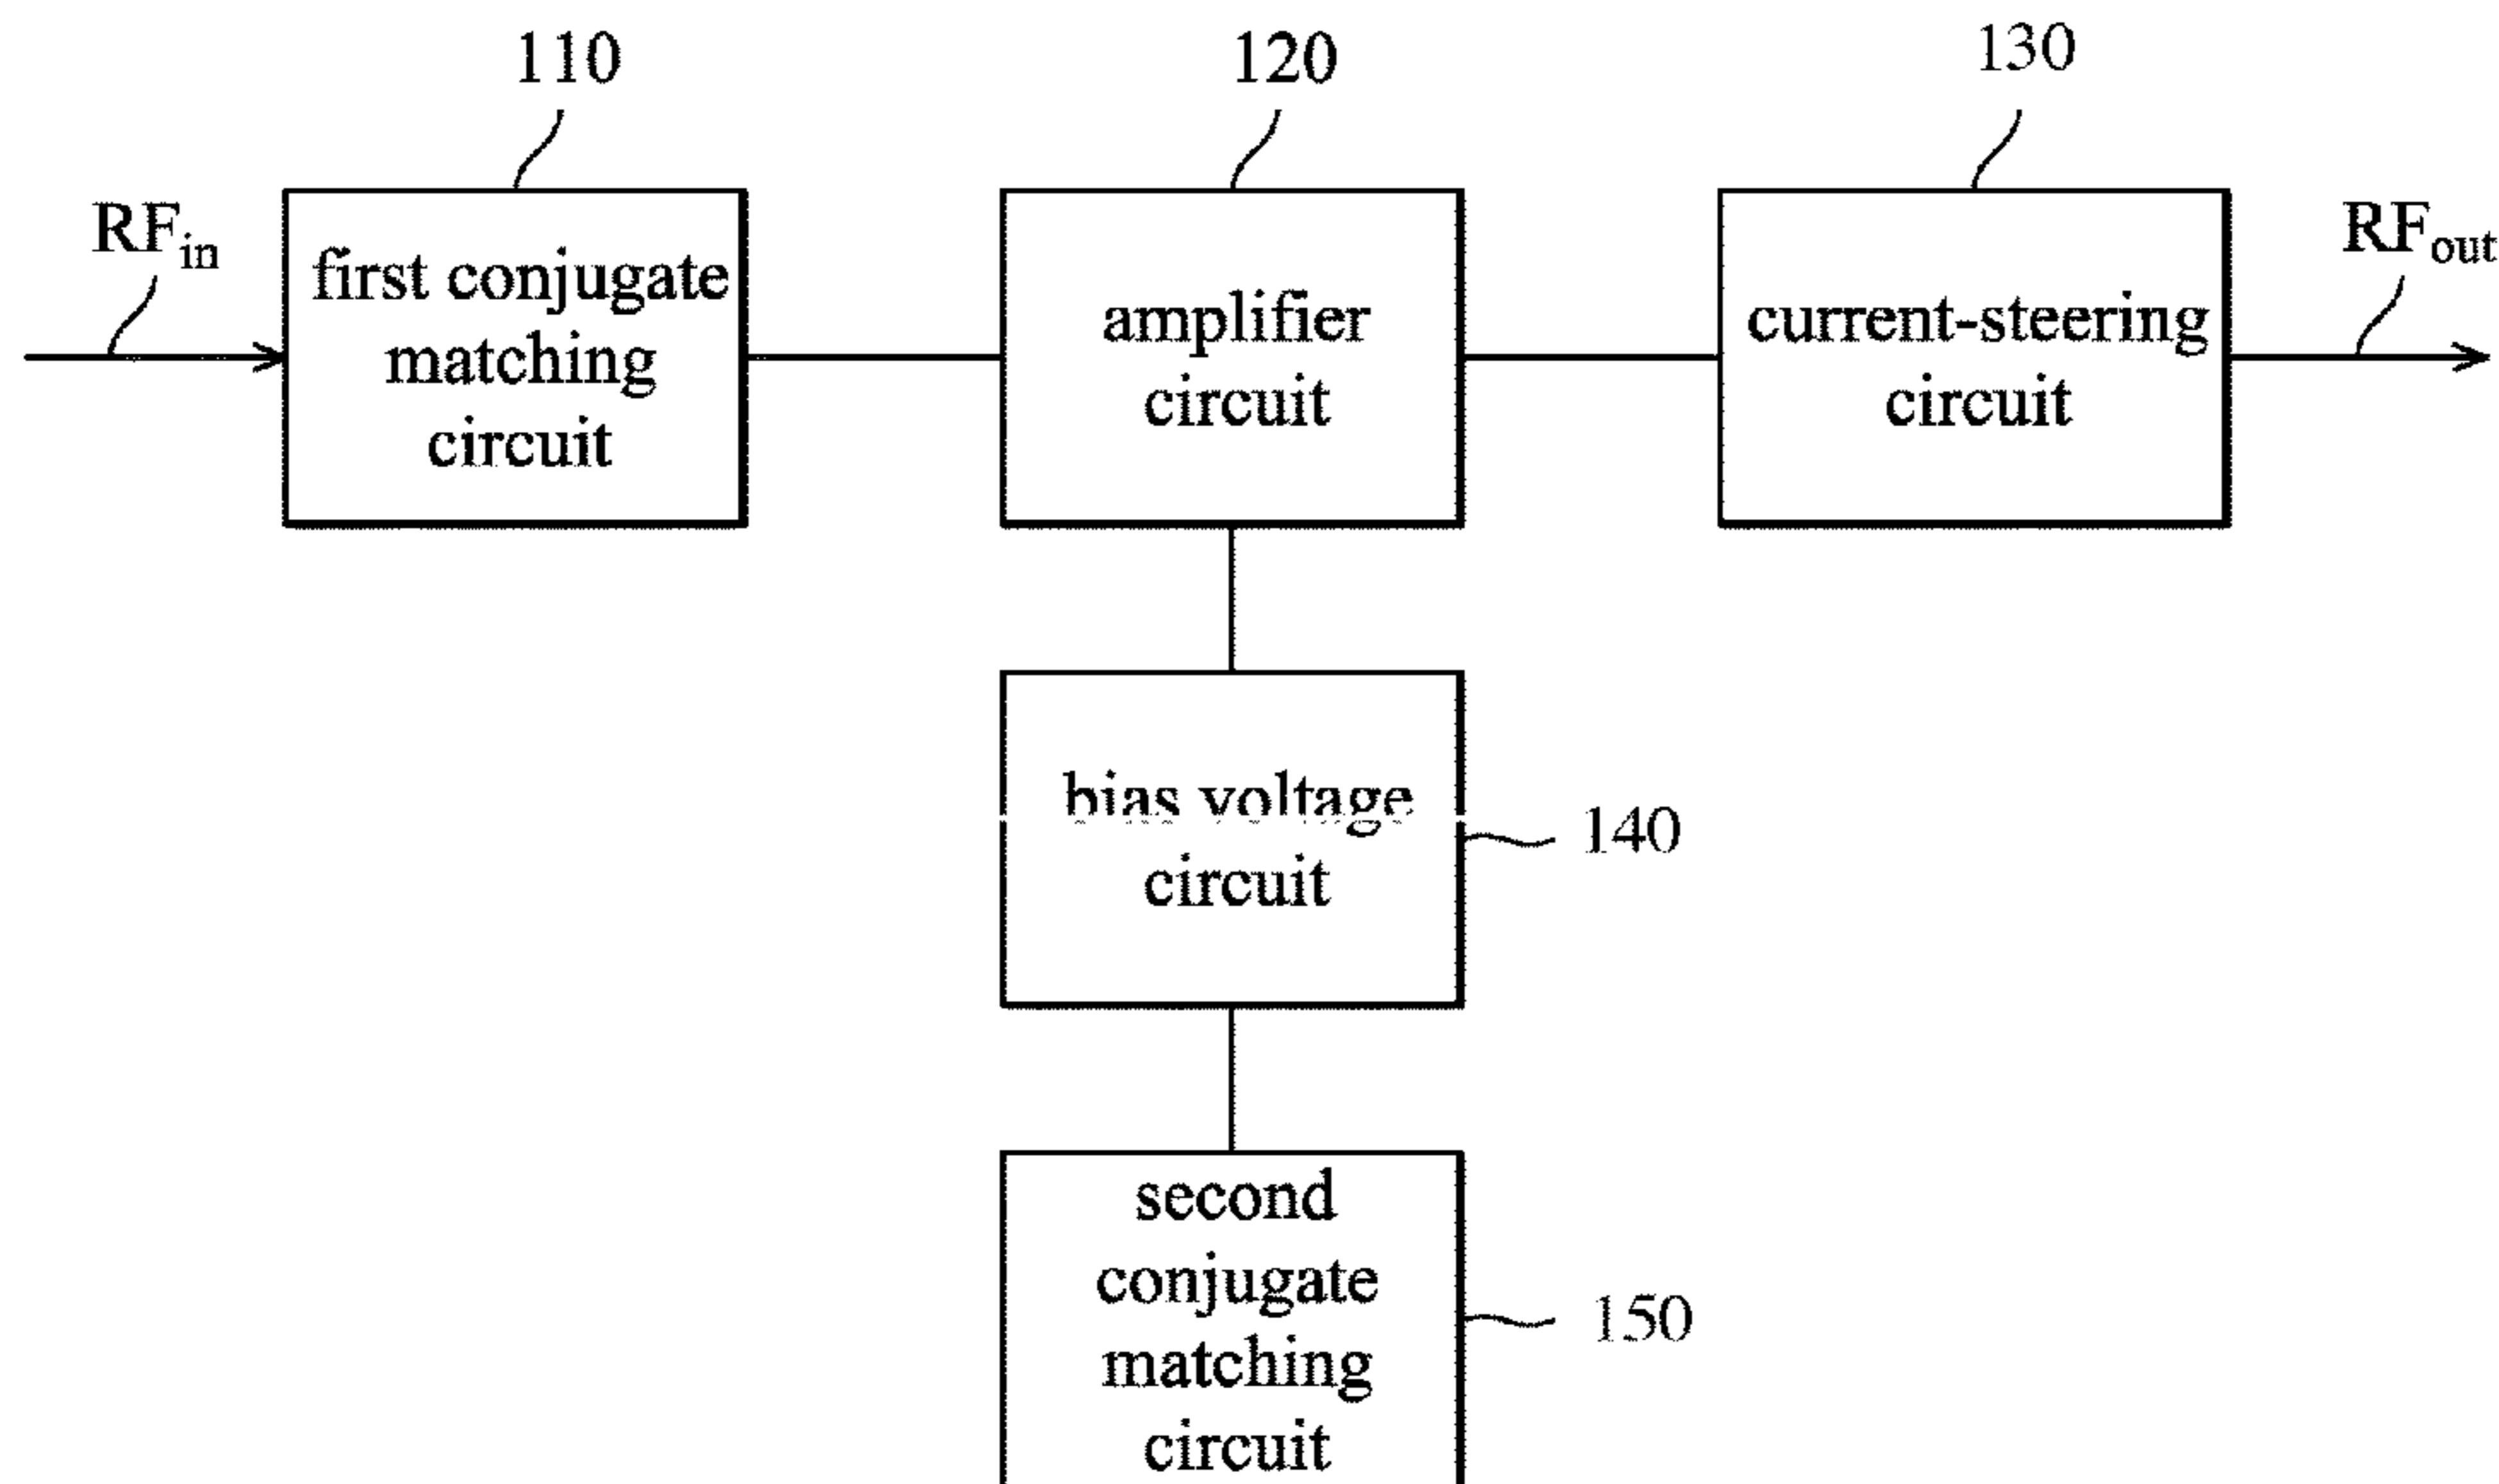 110
120
130
RFin
RFout
first conjugate
matching
circuit
amplifier
circuit
current-steering
circuit
bias voltage
circuit
140
second
conjugate
matching
circuit
150